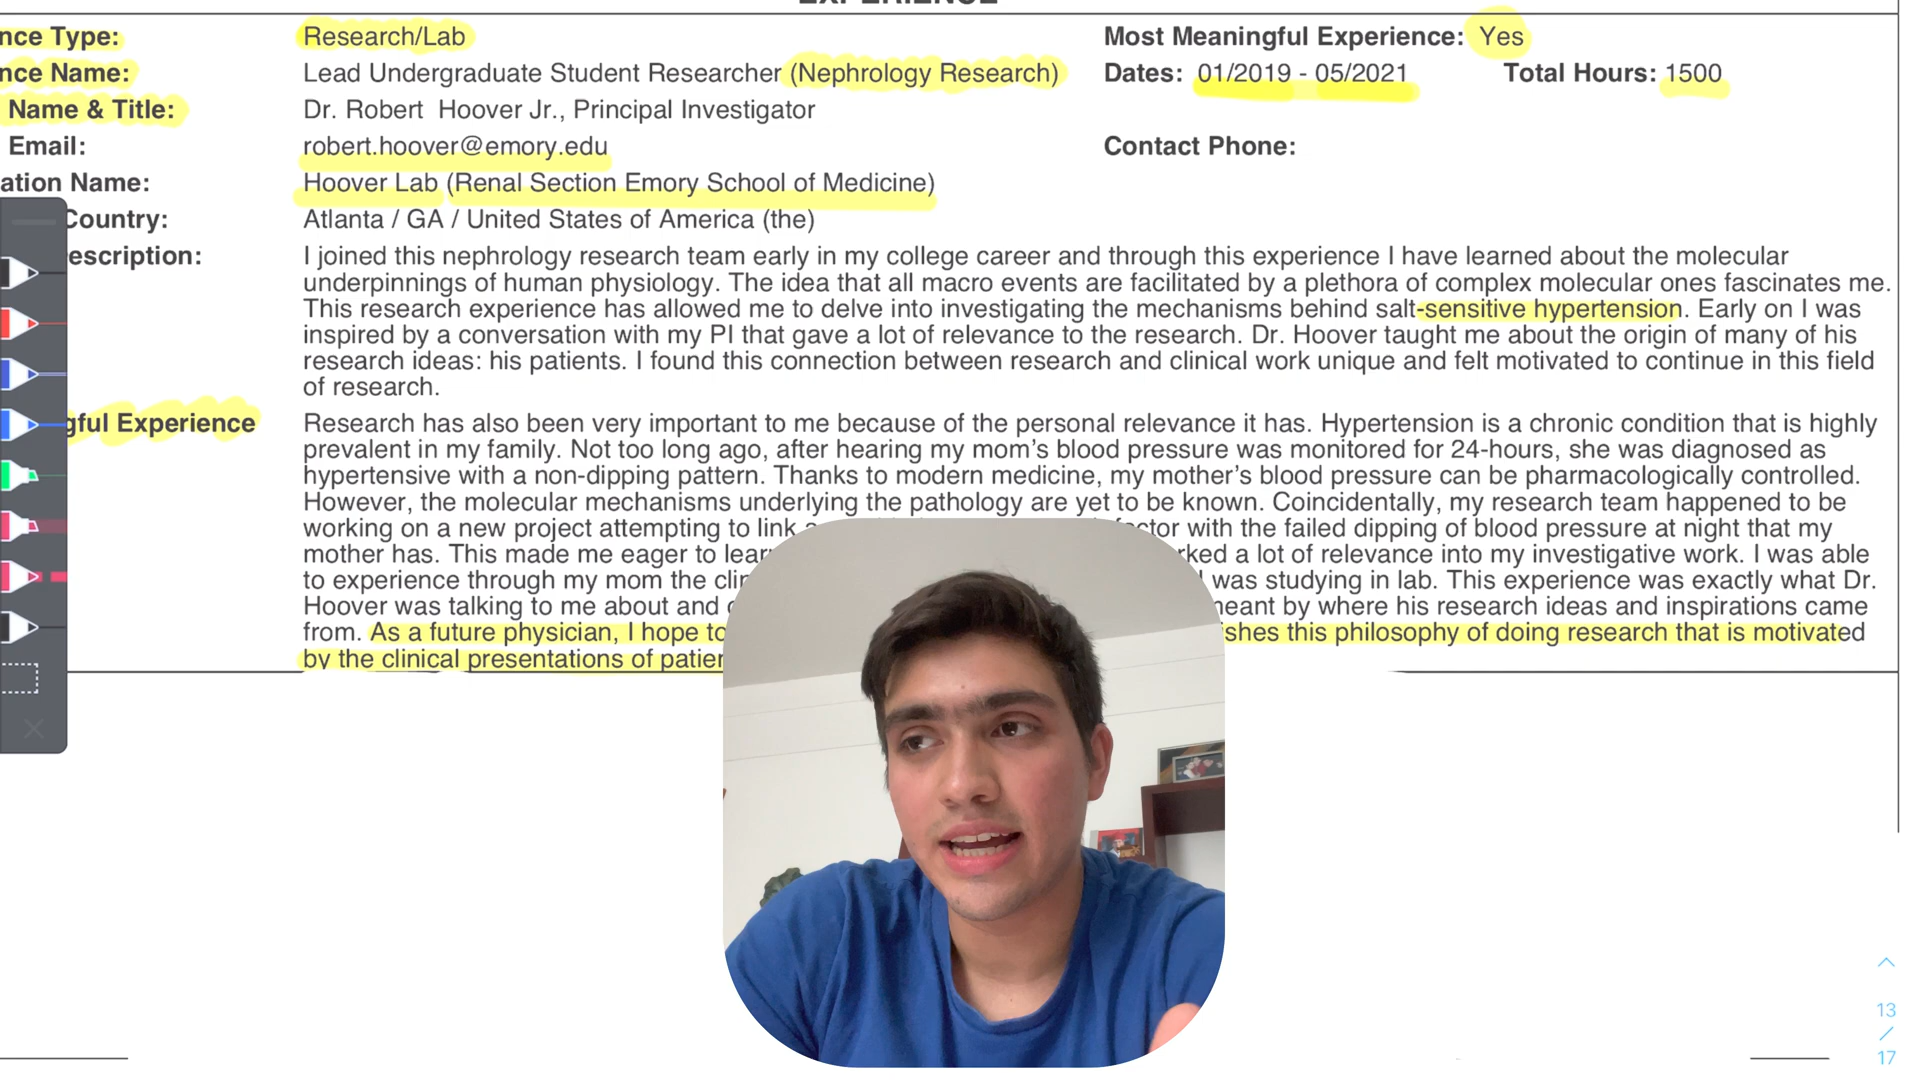 nce Type: Research/Lab Most Meaningful Experience: Yes
nce Name: Lead Undergraduate Student Researcher (Nephrology Research) Dates: 01/2019 - 05/2021 Total Hours: 1500
Name & Title: Dr. Robert Hoover Jr., Principal Investigator
Email: robert.hoover@emory.edu Contact Phone:
ation Name: Hoover Lab (Renal Section Emory School of Medicine)
Country: Atlanta / GA / United States of America (the)
escription: I joined this nephrology research team early in my college career and through this experience I have learned about the molecular
underpinnings of human physiology. The idea that all macro events are facilitated by a plethora of complex molecular ones fascinates me.
This research experience has allowed me to delve into investigating the mechanisms behind salt-sensitive hypertension. Early on I was
inspired by a conversation with my PI that gave a lot of relevance to the research. Dr. Hoover taught me about the origin of many of his
research ideas: his patients. I found this connection between research and clinical work unique and felt motivated to continue in this field
of research.
gful Experience Research has also been very important to me because of the personal relevance it has. Hypertension is a chronic condition that is highly
prevalent in my family. Not too long ago, after hearing my mom’s blood pressure was monitored for 24-hours, she was diagnosed as
hypertensive with a non-dipping pattern. Thanks to modern medicine, my mother’s blood pressure can be pharmacologically controlled.
However, the molecular mechanisms underlying the pathology are yet to be known. Coincidentally, my research team happened to be
working on a new project attempting to link factor with the failed dipping of blood pressure at night that my
mother has. This made me eager to lear rked a lot of relevance into my investigative work. I was able
to experience through my mom the clin I was studying in lab. This experience was exactly what Dr.
Hoover was talking to me about and meant by where his research ideas and inspirations came
from. As a future physician, I hope to ishes this philosophy of doing research that is motivated
by the clinical presentations of patien
13
/
17